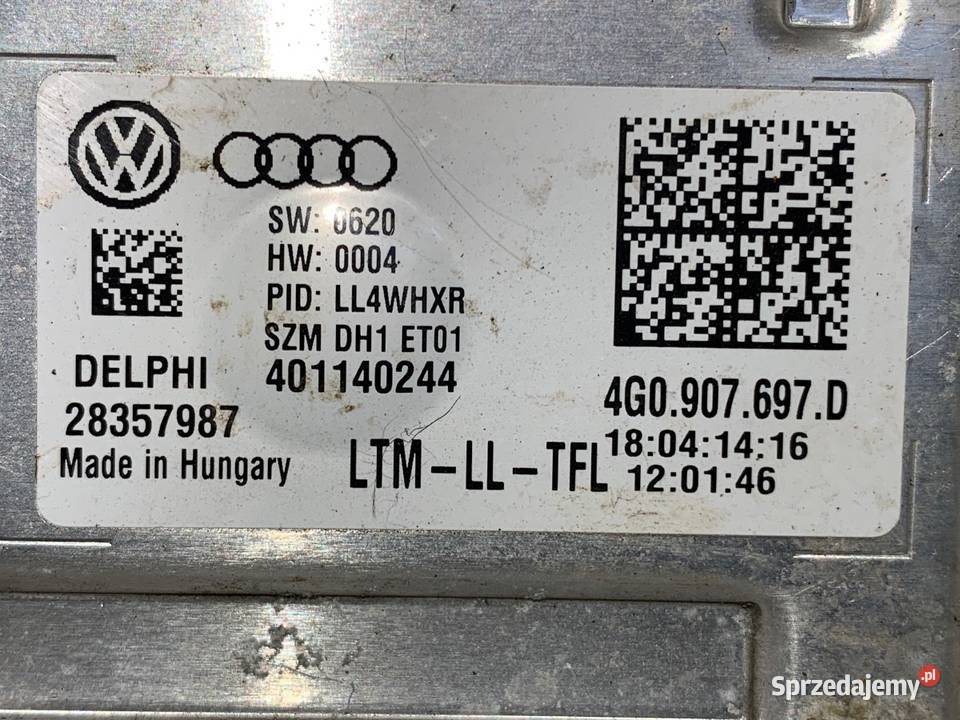 SW: 0620
HW: 0004
PID: LL4WHXR
SZM DH1 ET01
DELPHI 401140244
28357987
Made in Hungary
LTM-LL-TFL
4G0.907.697.D
18:04:14:16
12:01:46
Sprzedajemy.pl